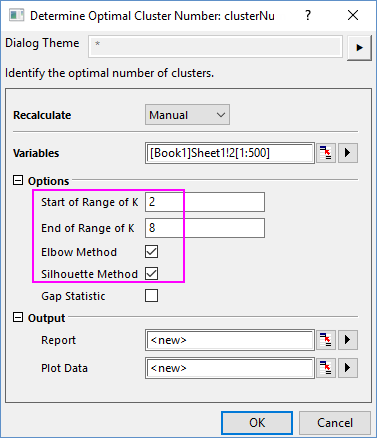 Determine Optimal Cluster Number: clusterNu
Dialog Theme *
Identify the optimal number of clusters.
Recalculate Manual
Variables [Book1]Sheet1!2[1:500]
Options
Start of Range of K 2
End of Range of K 8
Elbow Method
Silhouette Method
Gap Statistic
Output
Report <new>
Plot Data <new>
OK Cancel